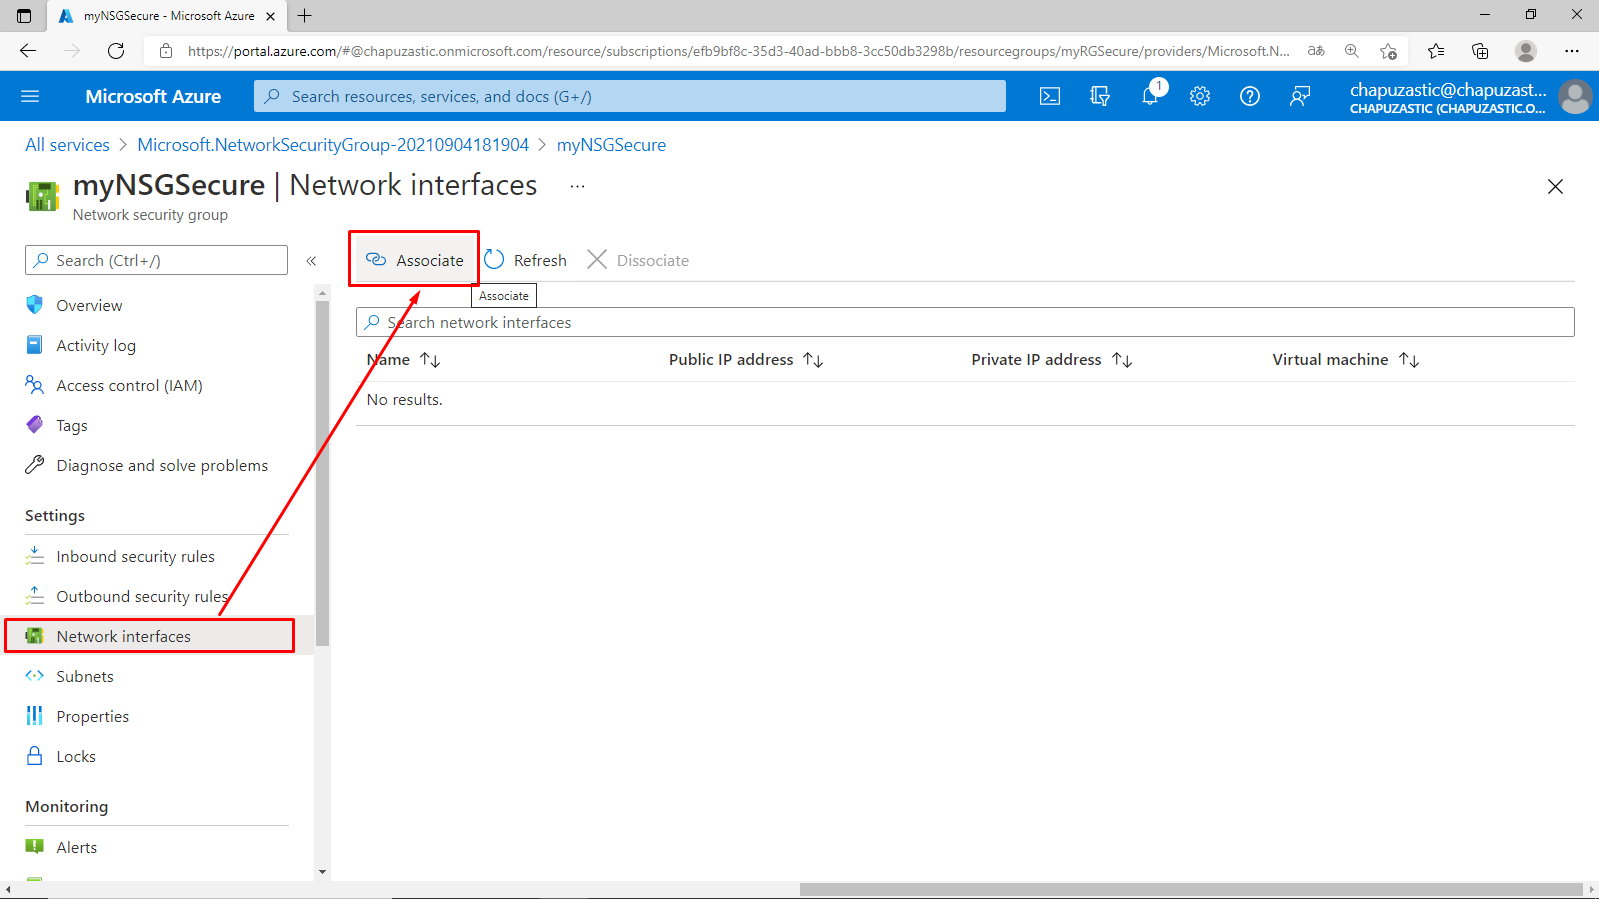 myNSGSecure - Microsoft Azure
https://portal.azure.com/#@chapuzastic.onmicrosoft.com/resource/subscriptions/efb9bf8c-35d3-40ad-bbb8-3cc50db3298b/resourcegroups/myRGSecure/providers/Microsoft.N...
aあ
Microsoft Azure
Search resources, services, and docs (G+/)
1
chapuzastic@chapuzast...
CHAPUZASTIC (CHAPUZASTIC.O...
All services > Microsoft.NetworkSecurityGroup-20210904181904 > myNSGSecure
myNSGSecure | Network interfaces ...
Network security group
Search (Ctrl+/)
«
Overview
Activity log
Access control (IAM)
Tags
Diagnose and solve problems
Settings
Inbound security rules
Outbound security rules
Network interfaces
Subnets
Properties
Locks
Monitoring
Alerts
Associate Refresh Dissociate
Associate
Search network interfaces
Name Public IP address Private IP address Virtual machine
No results.